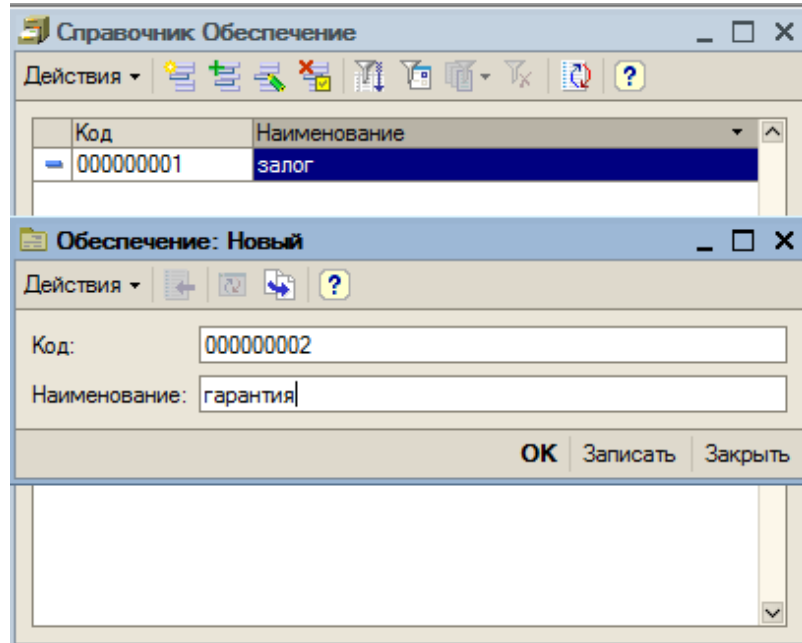 Справочник Обеспечение
Действия
Код Наименование
000000001 залог
Обеспечение: Новый
Действия
Код: 000000002
Наименование: гарантия
OK Записать Закрыть